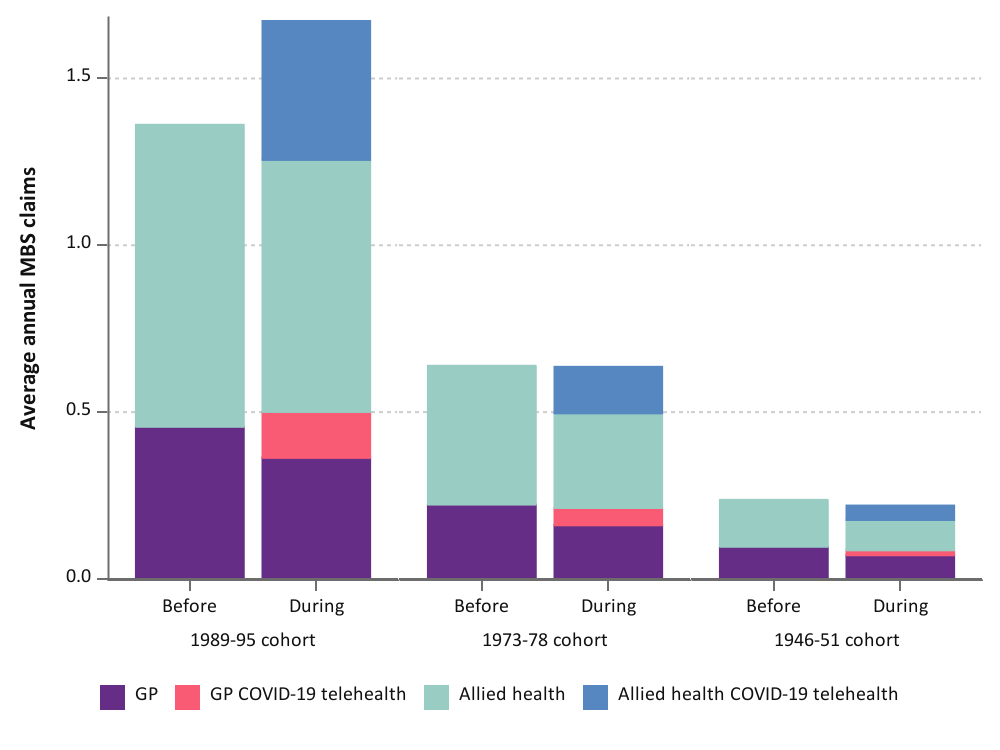 Average annual MBS claims
1.5
1.0
0.5
0.0
Before During Before During Before During
1989-95 cohort 1973-78 cohort 1946-51 cohort
GP GP COVID-19 telehealth Allied health Allied health COVID-19 telehealth